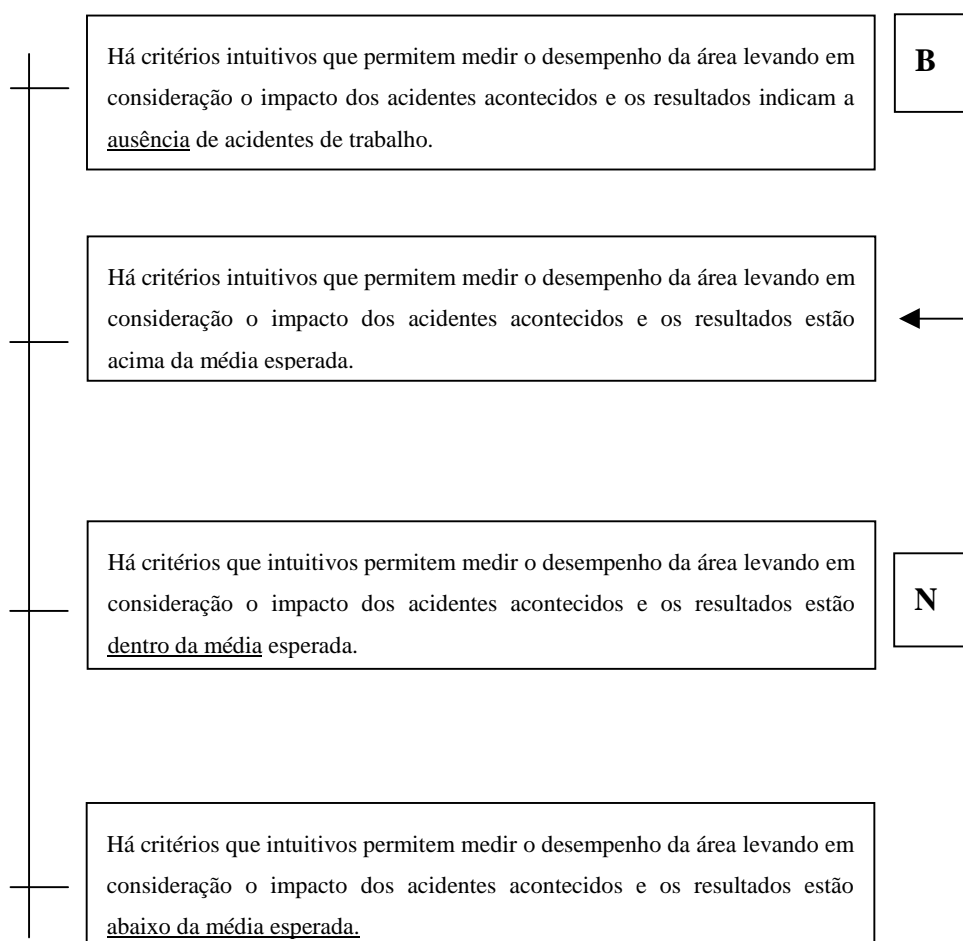 Há critérios intuitivos que permitem medir o desempenho da área levando em
consideração o impacto dos acidentes acontecidos e os resultados indicam a
ausência de acidentes de trabalho.
B
Há critérios intuitivos que permitem medir o desempenho da área levando em
consideração o impacto dos acidentes acontecidos e os resultados estão
acima da média esperada.
Há critérios que intuitivos permitem medir o desempenho da área levando em
consideração o impacto dos acidentes acontecidos e os resultados estão
dentro da média esperada.
N
Há critérios que intuitivos permitem medir o desempenho da área levando em
consideração o impacto dos acidentes acontecidos e os resultados estão
abaixo da média esperada.